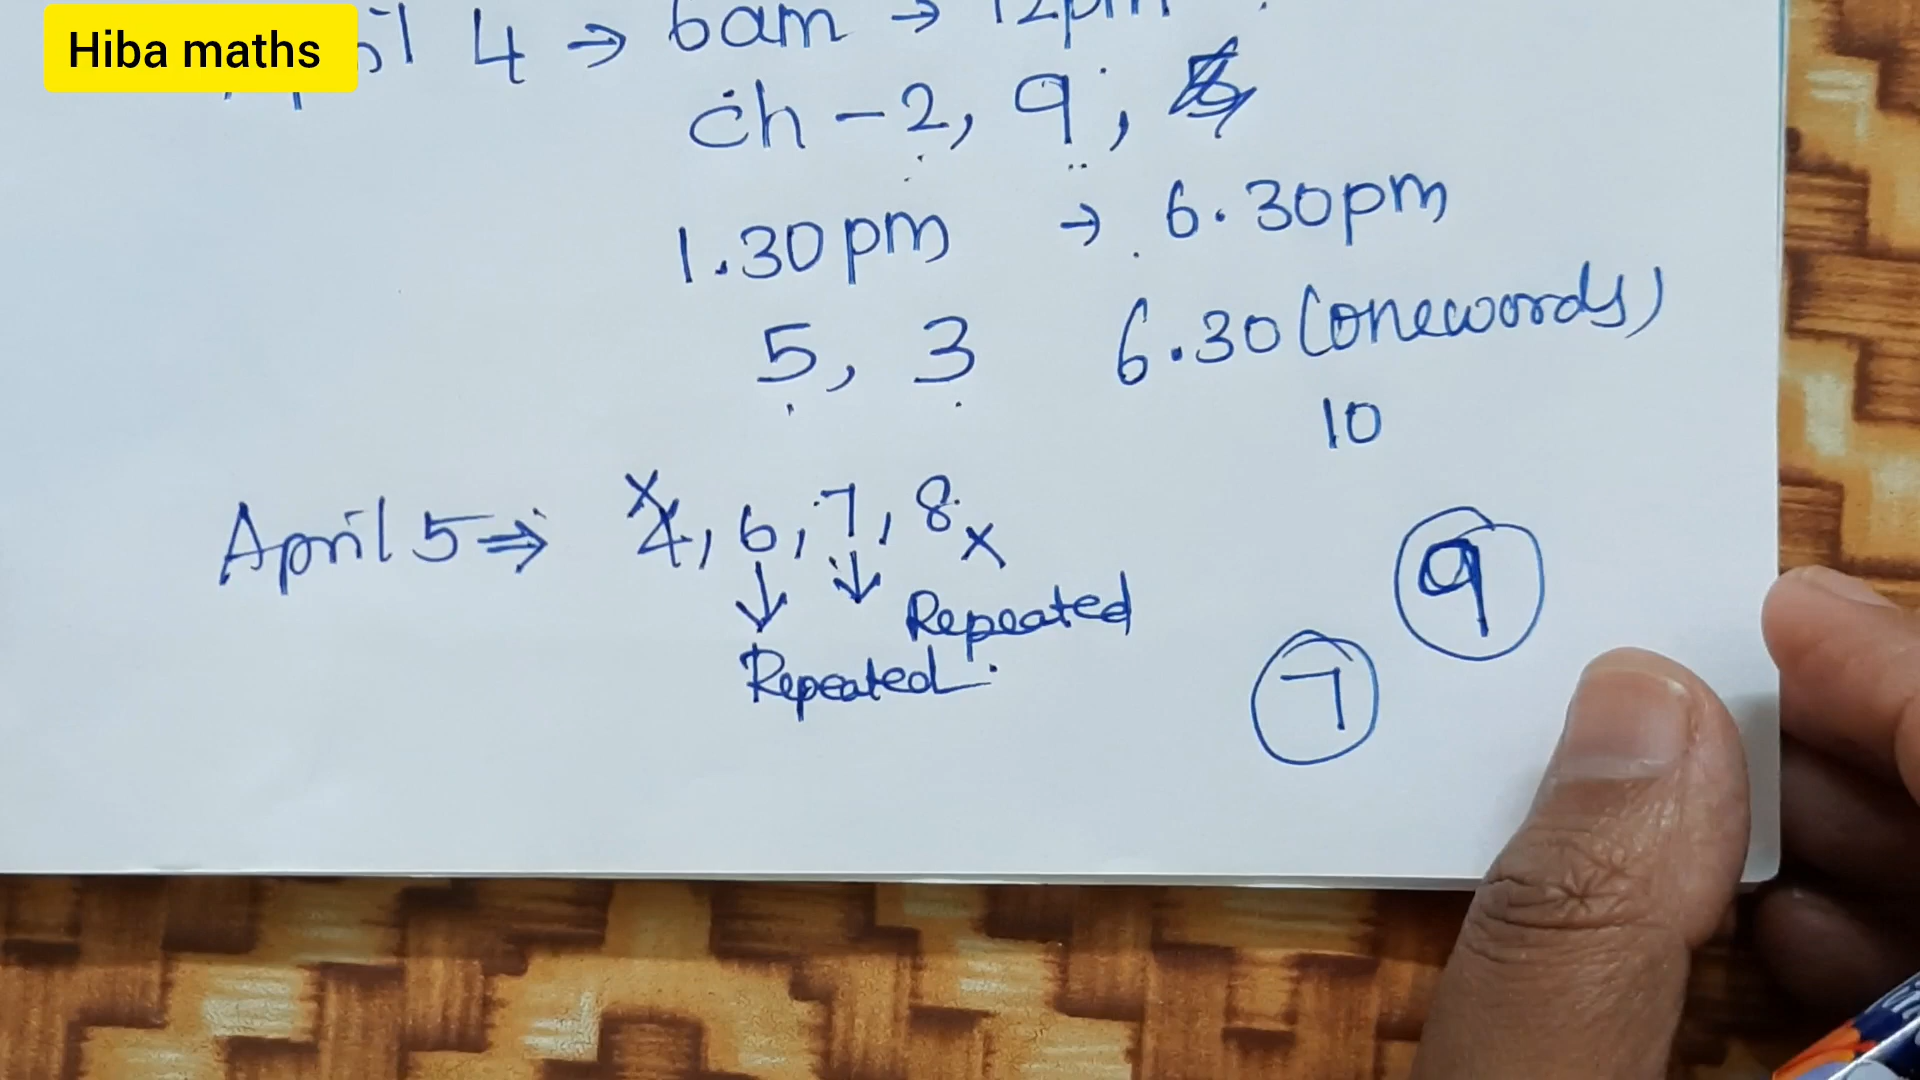 Hiba maths
4 → 6am → 12pm
ch - 2, 9,
1.30pm → 6.30pm
5, 3 6.30 (onewords)
10
April 5 ⇒ 4, 6, 7, 8 x
Repeated
Repeated.
9
7